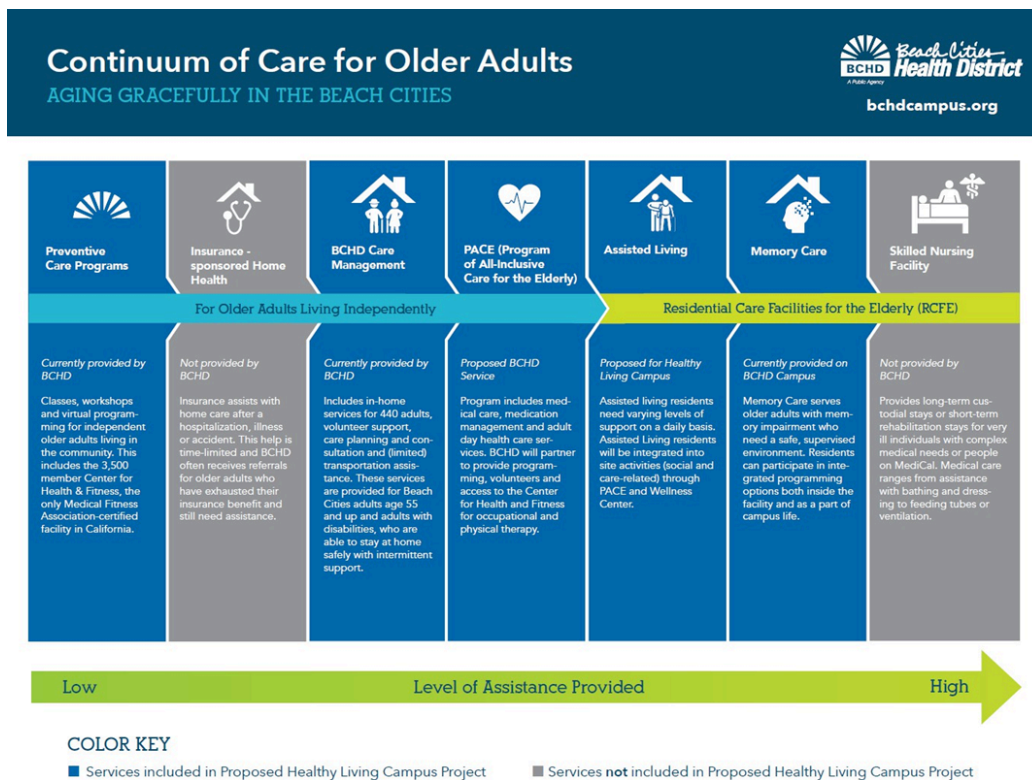 Continuum of Care for Older Adults
AGING GRACEFULLY IN THE BEACH CITIES
BCHD
A Public Agency
Beach Cities
Health District
bchdcampus.org
Preventive
Care Programs
Insurance -
sponsored Home
Health
BCHD Care
Management
PACE (Program
of All-Inclusive
Care for the Elderly)
Assisted Living
Memory Care
Skilled Nursing
Facility
For Older Adults Living Independently
Residential Care Facilities for the Elderly (RCFE)
Currently provided by
BCHD
Classes, workshops
and virtual program-
ming for independent
older adults living in
the community. This
includes the 3,500
member Center for
Health & Fitness, the
only Medical Fitness
Association-certified
facility in California.
Not provided by
BCHD
Insurance assists with
home care after a
hospitalization, illness
or accident. This help is
time-limited and BCHD
often receives referrals
for older adults who
have exhausted their
insurance benefit and
still need assistance.
Currently provided by
BCHD
Includes in-home
services for 440 adults,
volunteer support,
care planning and con-
sultation and (limited)
transportation assis-
tance. These services
are provided for Beach
Cities adults age 55
and up and adults with
disabilities, who are
able to stay at home
safely with intermittent
support.
Proposed BCHD
Service
Program includes med-
ical care, medication
management and adult
day health care ser-
vices. BCHD will partner
to provide program-
ming, volunteers and
access to the Center
for Health and Fitness
for occupational and
physical therapy.
Proposed for Healthy
Living Campus
Assisted living residents
need varying levels of
support on a daily basis.
Assisted Living residents
will be integrated into
site activities (social and
care-related) through
PACE and Wellness
Center.
Currently provided on
BCHD Campus
Memory Care serves
older adults with mem-
ory impairment who
need a safe, supervised
environment. Residents
can participate in inte-
grated programming
options both inside the
facility and as a part of
campus life.
Not provided by
BCHD
Provides long-term cus-
todial stays or short-term
rehabilitation stays for very
ill individuals with complex
medical needs or people
on MediCal. Medical care
ranges from assistance
with bathing and dress-
ing to feeding tubes or
ventilation.
Low
Level of Assistance Provided
High
COLOR KEY
Services included in Proposed Healthy Living Campus Project
Services not included in Proposed Healthy Living Campus Project